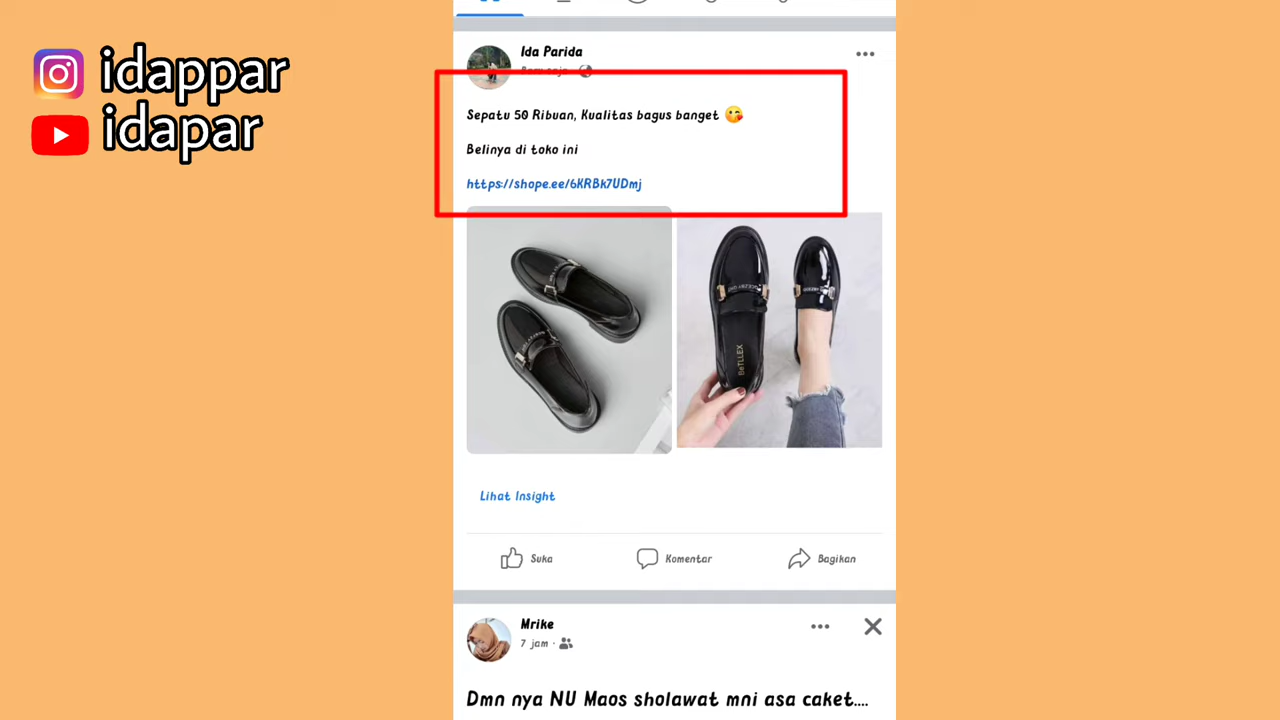 idappar
idapar
Ida Parida
Sepatu 50 Ribuan, Kualitas bagus banget 😘
Belinya di toko ini
https://shope.ee/6KRBk7UDmj
BeTLLEX
Lihat Insight
Suka
Komentar
Bagikan
Mrike
7 jam ·
Dmn nya NU Maos sholawat mni asa caket....